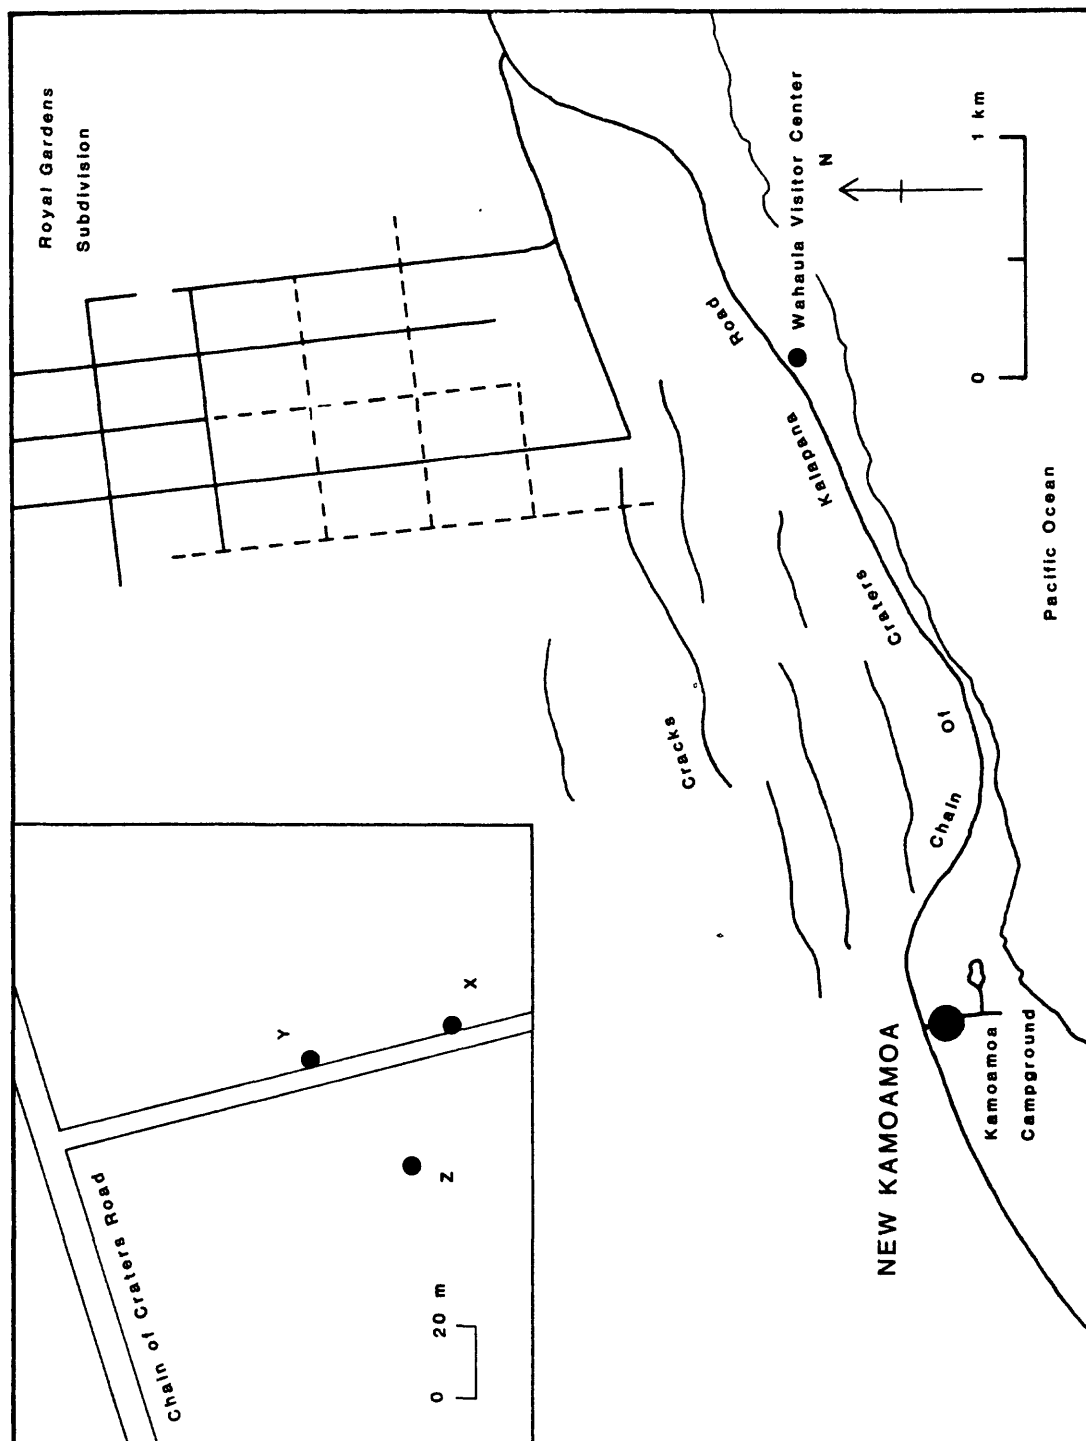 Royal Gardens
Subdivision
Chain of Craters Road
Y
X
Z
0 20 m
Cracks
Chain Of Craters Kalapana Road
Wahaula Visitor Center
N
0 1 km
Pacific Ocean
NEW KAMOAMOA
Kamoamoa
Campground